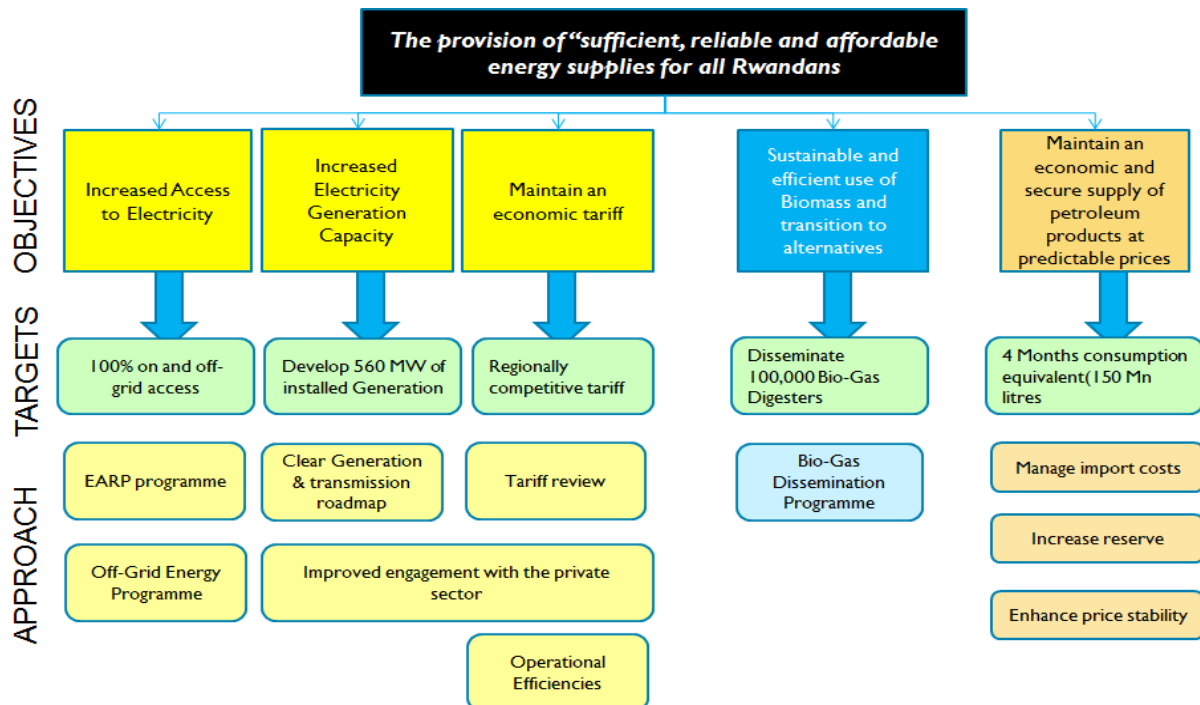 The provision of “sufficient, reliable and affordable
energy supplies for all Rwandans
OBJECTIVES
Increased Access
to Electricity
Increased
Electricity
Generation
Capacity
Maintain an
economic tariff
Sustainable and
efficient use of
Biomass and
transition to
alternatives
Maintain an
economic and
secure supply of
petroleum
products at
predictable prices
TARGETS
100% on and off-
grid access
Develop 560 MW of
installed Generation
Regionally
competitive tariff
Disseminate
100,000 Bio-Gas
Digesters
4 Months consumption
equivalent(150 Mn
litres
APPROACH
EARP programme
Clear Generation
& transmission
roadmap
Tariff review
Bio-Gas
Dissemination
Programme
Manage import costs
Off-Grid Energy
Programme
Improved engagement with the private
sector
Increase reserve
Operational
Efficiencies
Enhance price stability